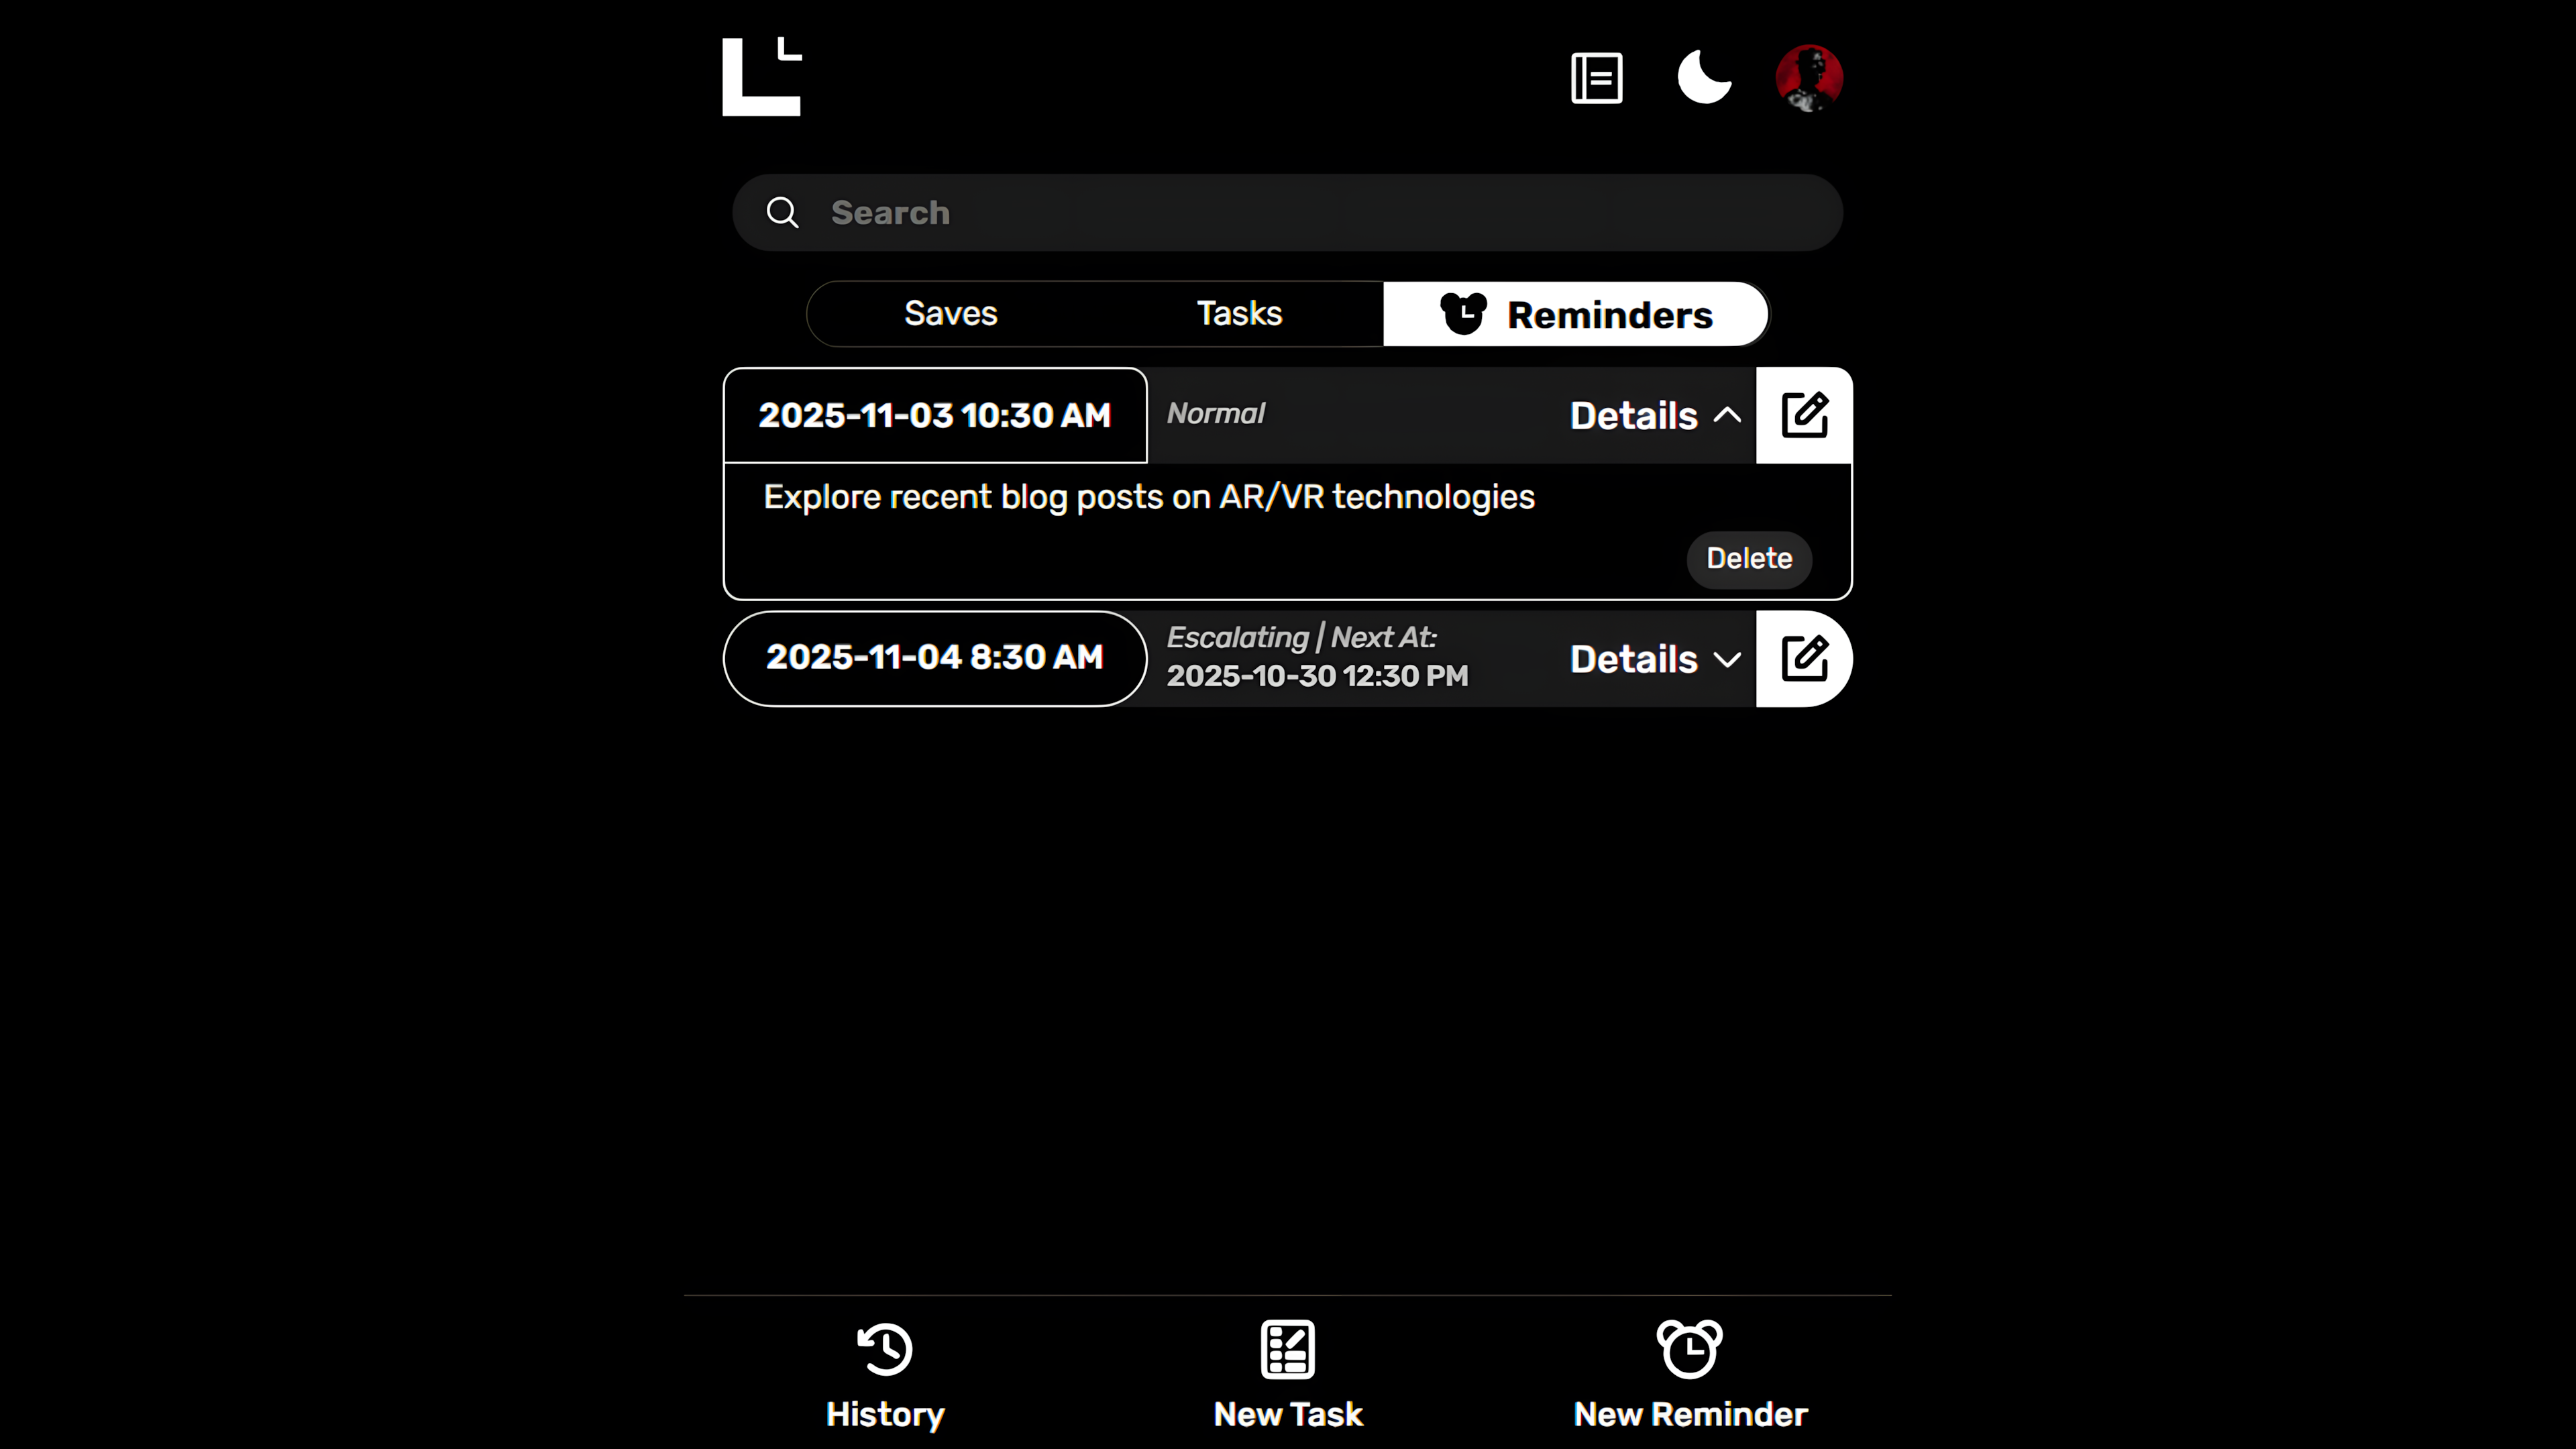 Search
Saves
Tasks
Reminders
2025-11-03 10:30 AM
Normal
Details
Explore recent blog posts on AR/VR technologies
Delete
2025-11-04 8:30 AM
Escalating | Next At:
2025-10-30 12:30 PM
Details
History
New Task
New Reminder